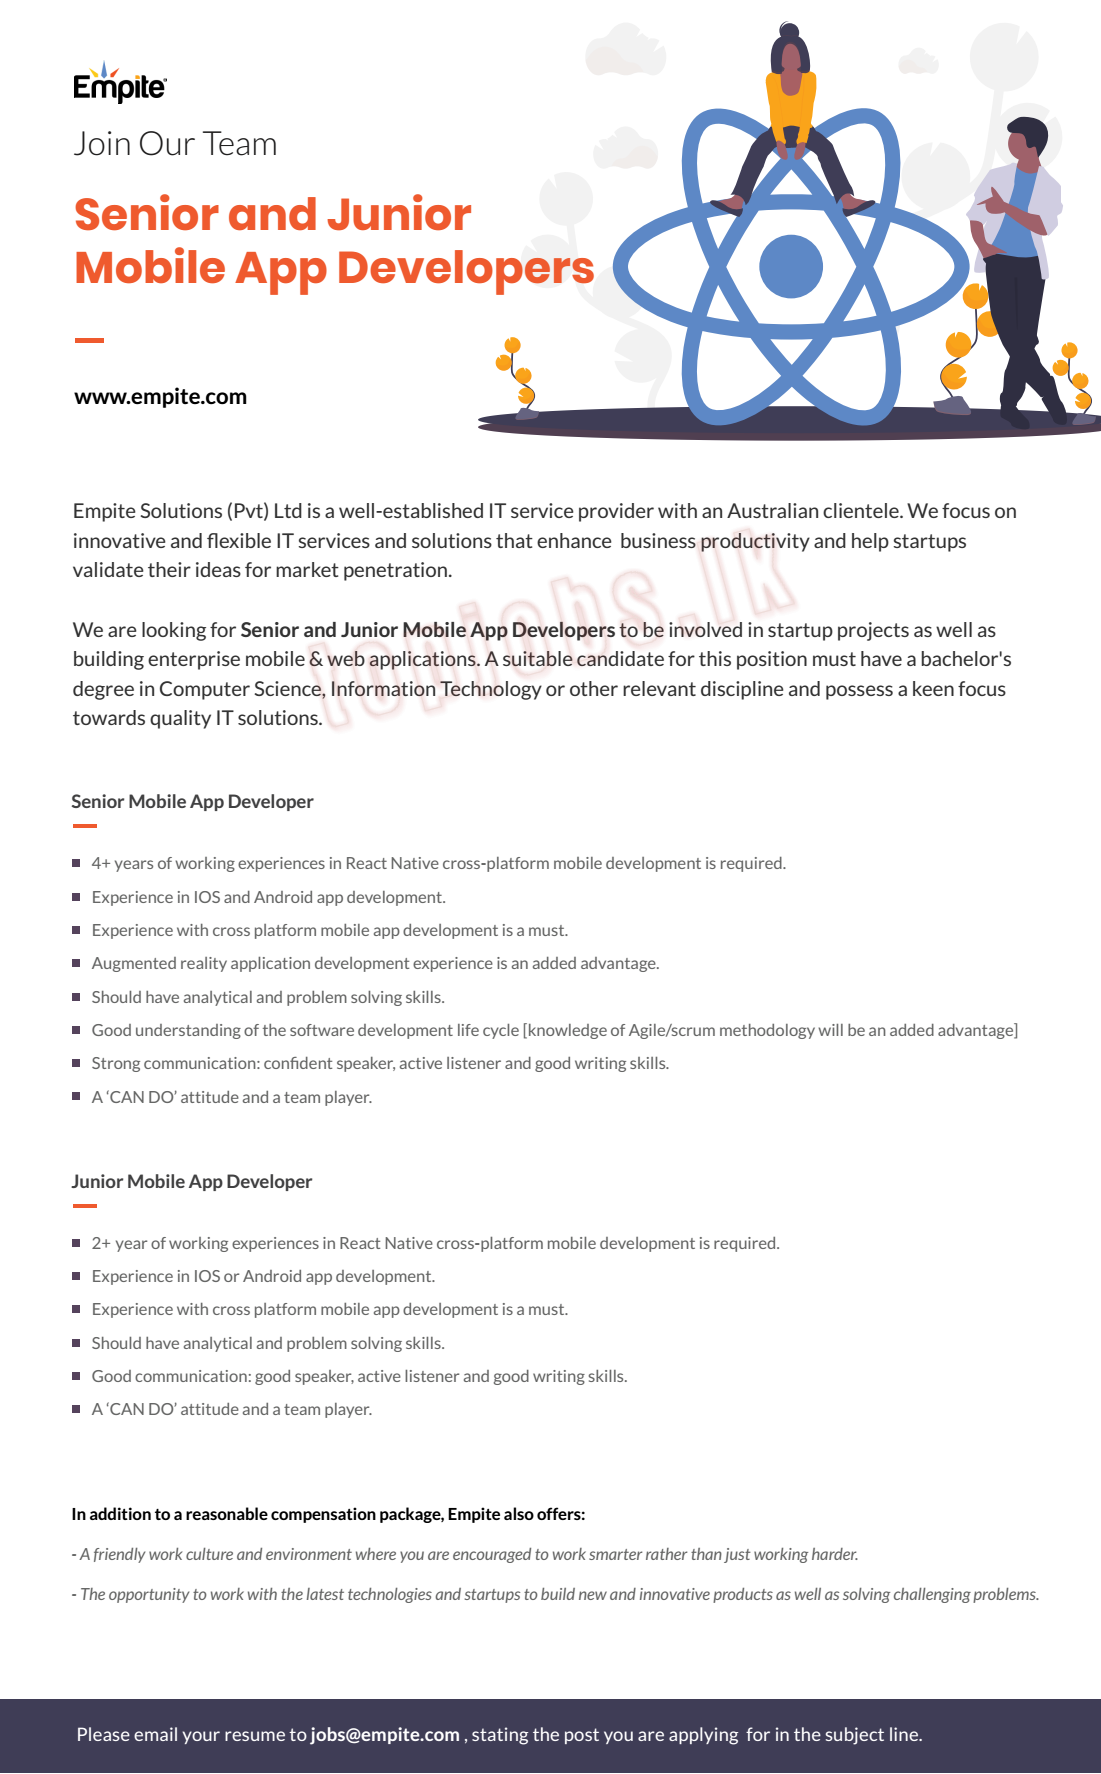 Empite
Join Our Team
Senior and Junior
Mobile App Developers
www.empite.com
Empite Solutions (Pvt) Ltd is a well-established IT service provider with an Australian clientele. We focus on
innovative and flexible IT services and solutions that enhance  business productivity and help startups
validate their ideas for market penetration.
We are looking for Senior and Junior Mobile App Developers to be involved in startup projects as well as
building enterprise mobile & web applications. A suitable candidate for this position must have a bachelor's
degree in Computer Science, Information Technology or other relevant discipline and possess a keen focus
towards quality IT solutions.
topjobs.lk
Senior Mobile App Developer
4+ years of working experiences in React Native cross-platform mobile development is required.
Experience in IOS and Android app development.
Experience with cross platform mobile app development is a must.
Augmented reality application development experience is an added advantage.
Should have analytical and problem solving skills.
Good understanding of the software development life cycle [knowledge of Agile/scrum methodology will be an added advantage]
Strong communication: confident speaker, active listener and good writing skills.
A ‘CAN DO’ attitude and a team player.
Junior Mobile App Developer
2+ year of working experiences in React Native cross-platform mobile development is required.
Experience in IOS or Android app development.
Experience with cross platform mobile app development is a must.
Should have analytical and problem solving skills.
Good communication: good speaker, active listener and good writing skills.
A ‘CAN DO’ attitude and a team player.
In addition to a reasonable compensation package, Empite also offers:
- A friendly work culture and environment where you are encouraged to work smarter rather than just working harder.
- The opportunity to work with the latest technologies and startups to build new and innovative products as well as solving challenging problems.
Please email your resume to jobs@empite.com , stating the post you are applying  for in the subject line.